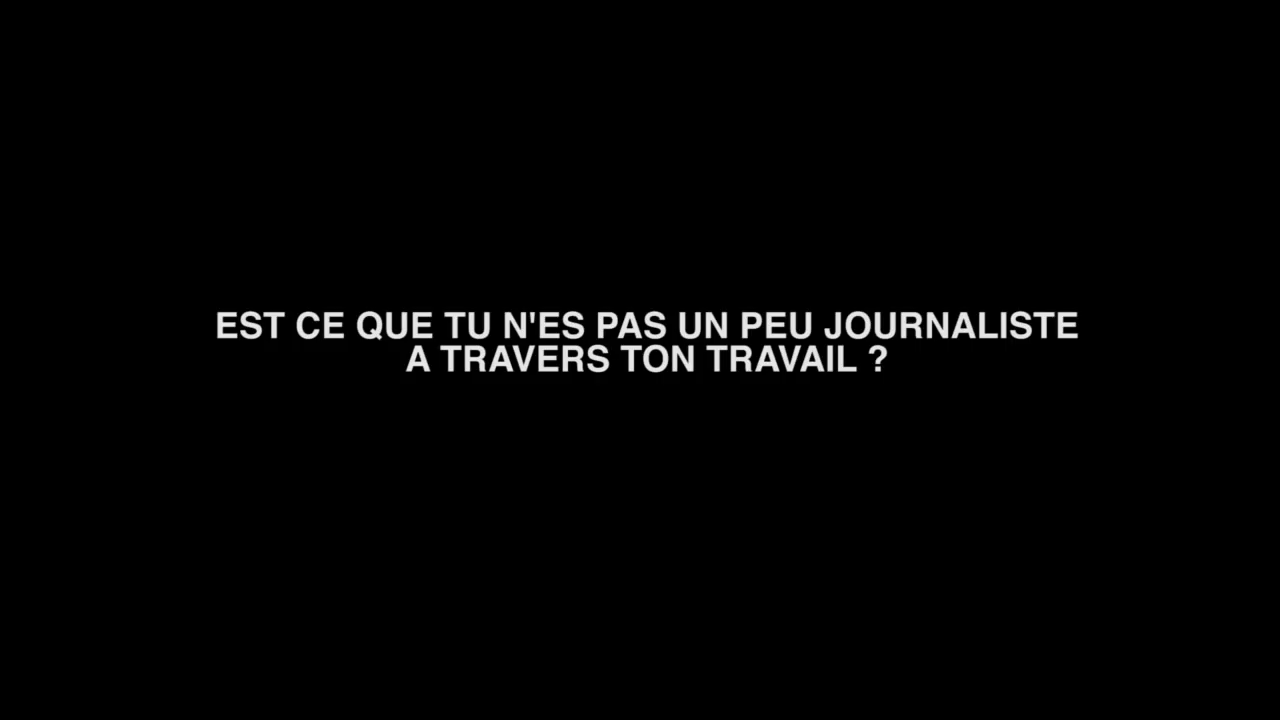 EST CE QUE TU N'ES PAS UN PEU JOURNALISTE
A TRAVERS TON TRAVAIL ?